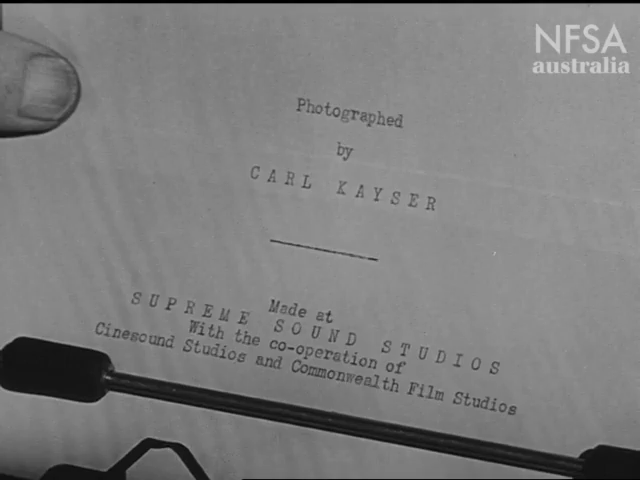 NFSA
australia
Photographed
by
CARL KAYSER
Made at
SUPREME SOUND STUDIOS
With the co-operation of
Cinesound Studios and Commonwealth Film Studios